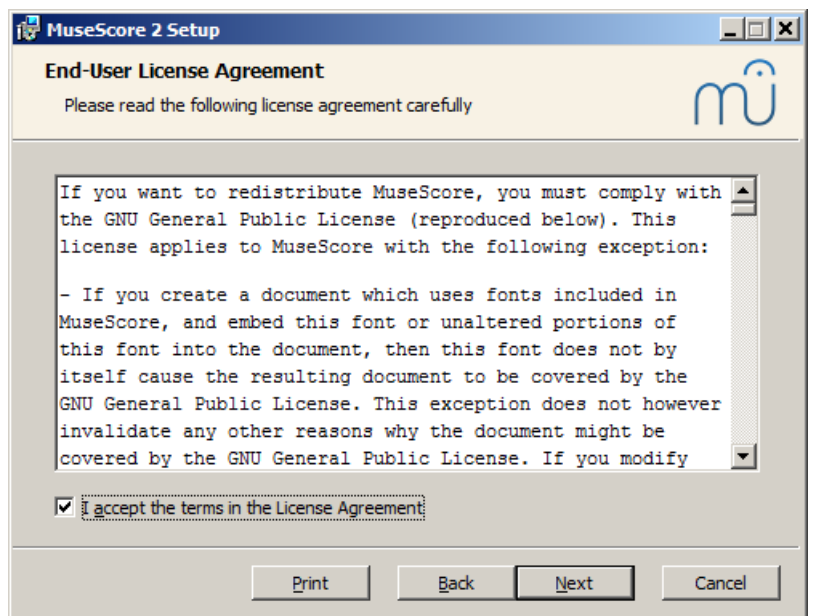 MuseScore 2 Setup
End-User License Agreement
Please read the following license agreement carefully
If you want to redistribute MuseScore, you must comply with
the GNU General Public License (reproduced below). This
license applies to MuseScore with the following exception:
- If you create a document which uses fonts included in
MuseScore, and embed this font or unaltered portions of
this font into the document, then this font does not by
itself cause the resulting document to be covered by the
GNU General Public License. This exception does not however
invalidate any other reasons why the document might be
covered by the GNU General Public License. If you modify
I accept the terms in the License Agreement
Print Back Next Cancel